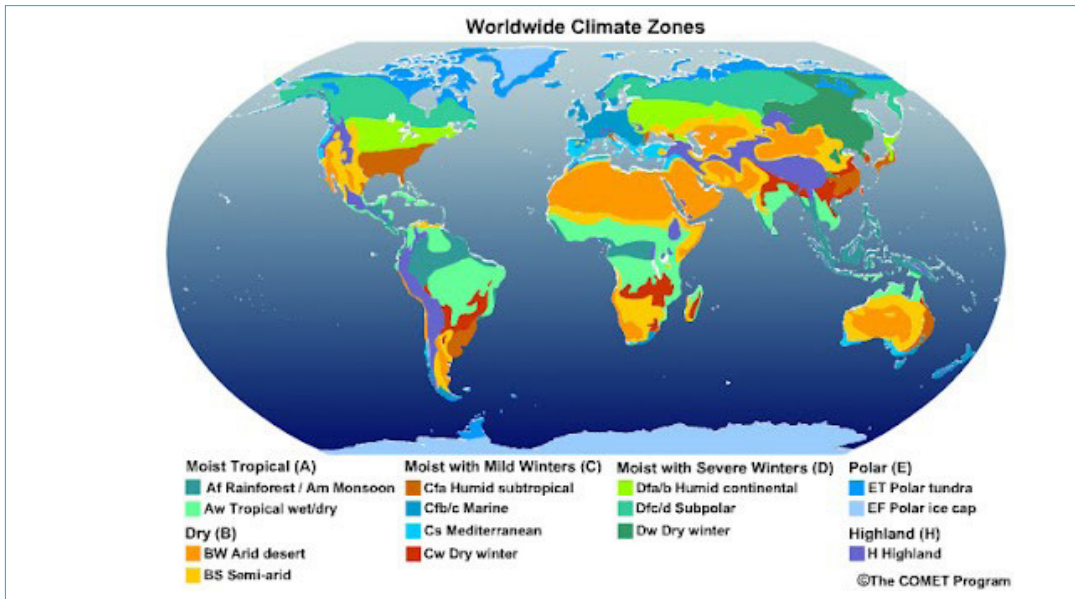 Worldwide Climate Zones
Moist Tropical (A)
Af Rainforest / Am Monsoon
Aw Tropical wet/dry
Dry (B)
BW Arid desert
BS Semi-arid
Moist with Mild Winters (C)
Cfa Humid subtropical
Cfb/c Marine
Cs Mediterranean
Cw Dry winter
Moist with Severe Winters (D)
Dfa/b Humid continental
Dfc/d Subpolar
Dw Dry winter
Polar (E)
ET Polar tundra
EF Polar ice cap
Highland (H)
H Highland
©The COMET Program